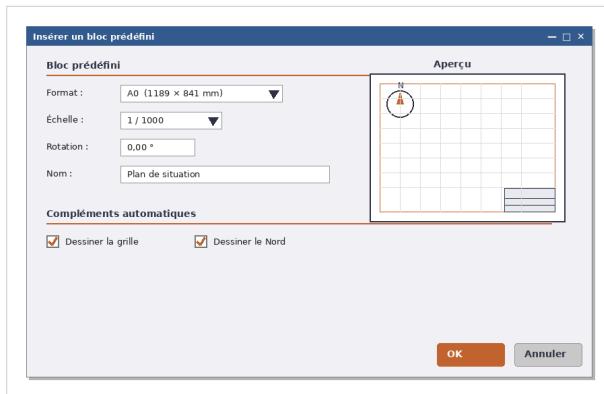 Insérer un bloc prédéfini
Bloc prédéfini
Aperçu
Format :
A0 (1189 × 841 mm)
N
Échelle :
1 / 1000
Rotation :
0,00 °
Nom :
Plan de situation
Compléments automatiques
Dessiner la grille
Dessiner le Nord
OK
Annuler